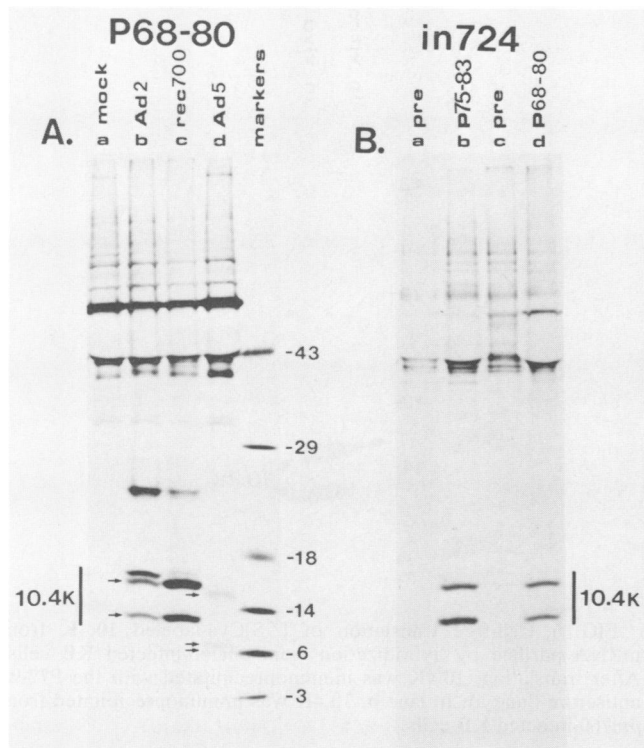 P68-80
in724
A.
a mock
b Ad2
c rec700
d Ad5
markers
B.
a pre
b P75-83
c pre
d P68-80
-43
-29
-18
-14
-6
-3
10.4K
10.4K